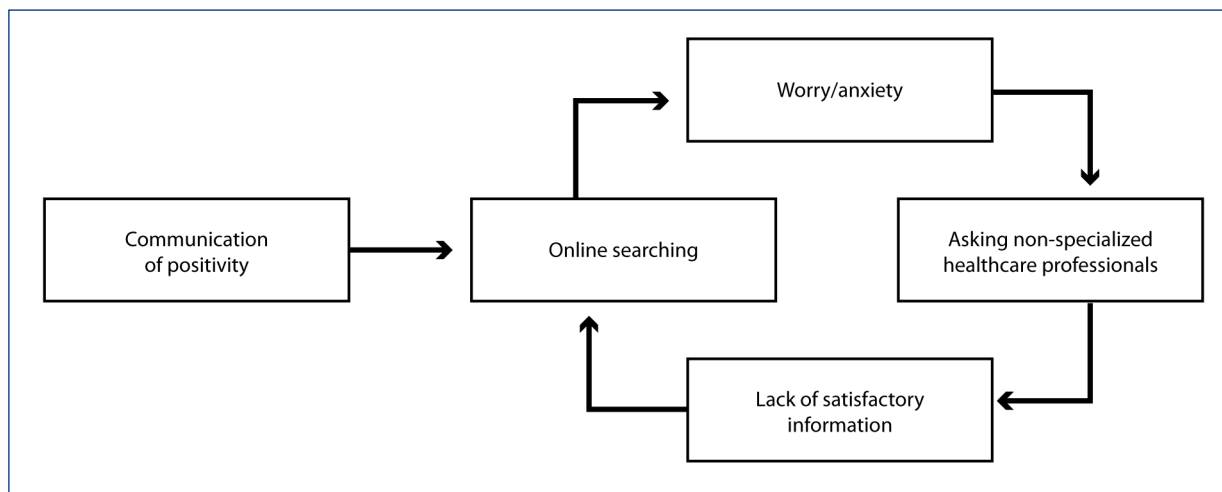 Worry/anxiety
Communication
of positivity
Online searching
Asking non-specialized
healthcare professionals
Lack of satisfactory
information